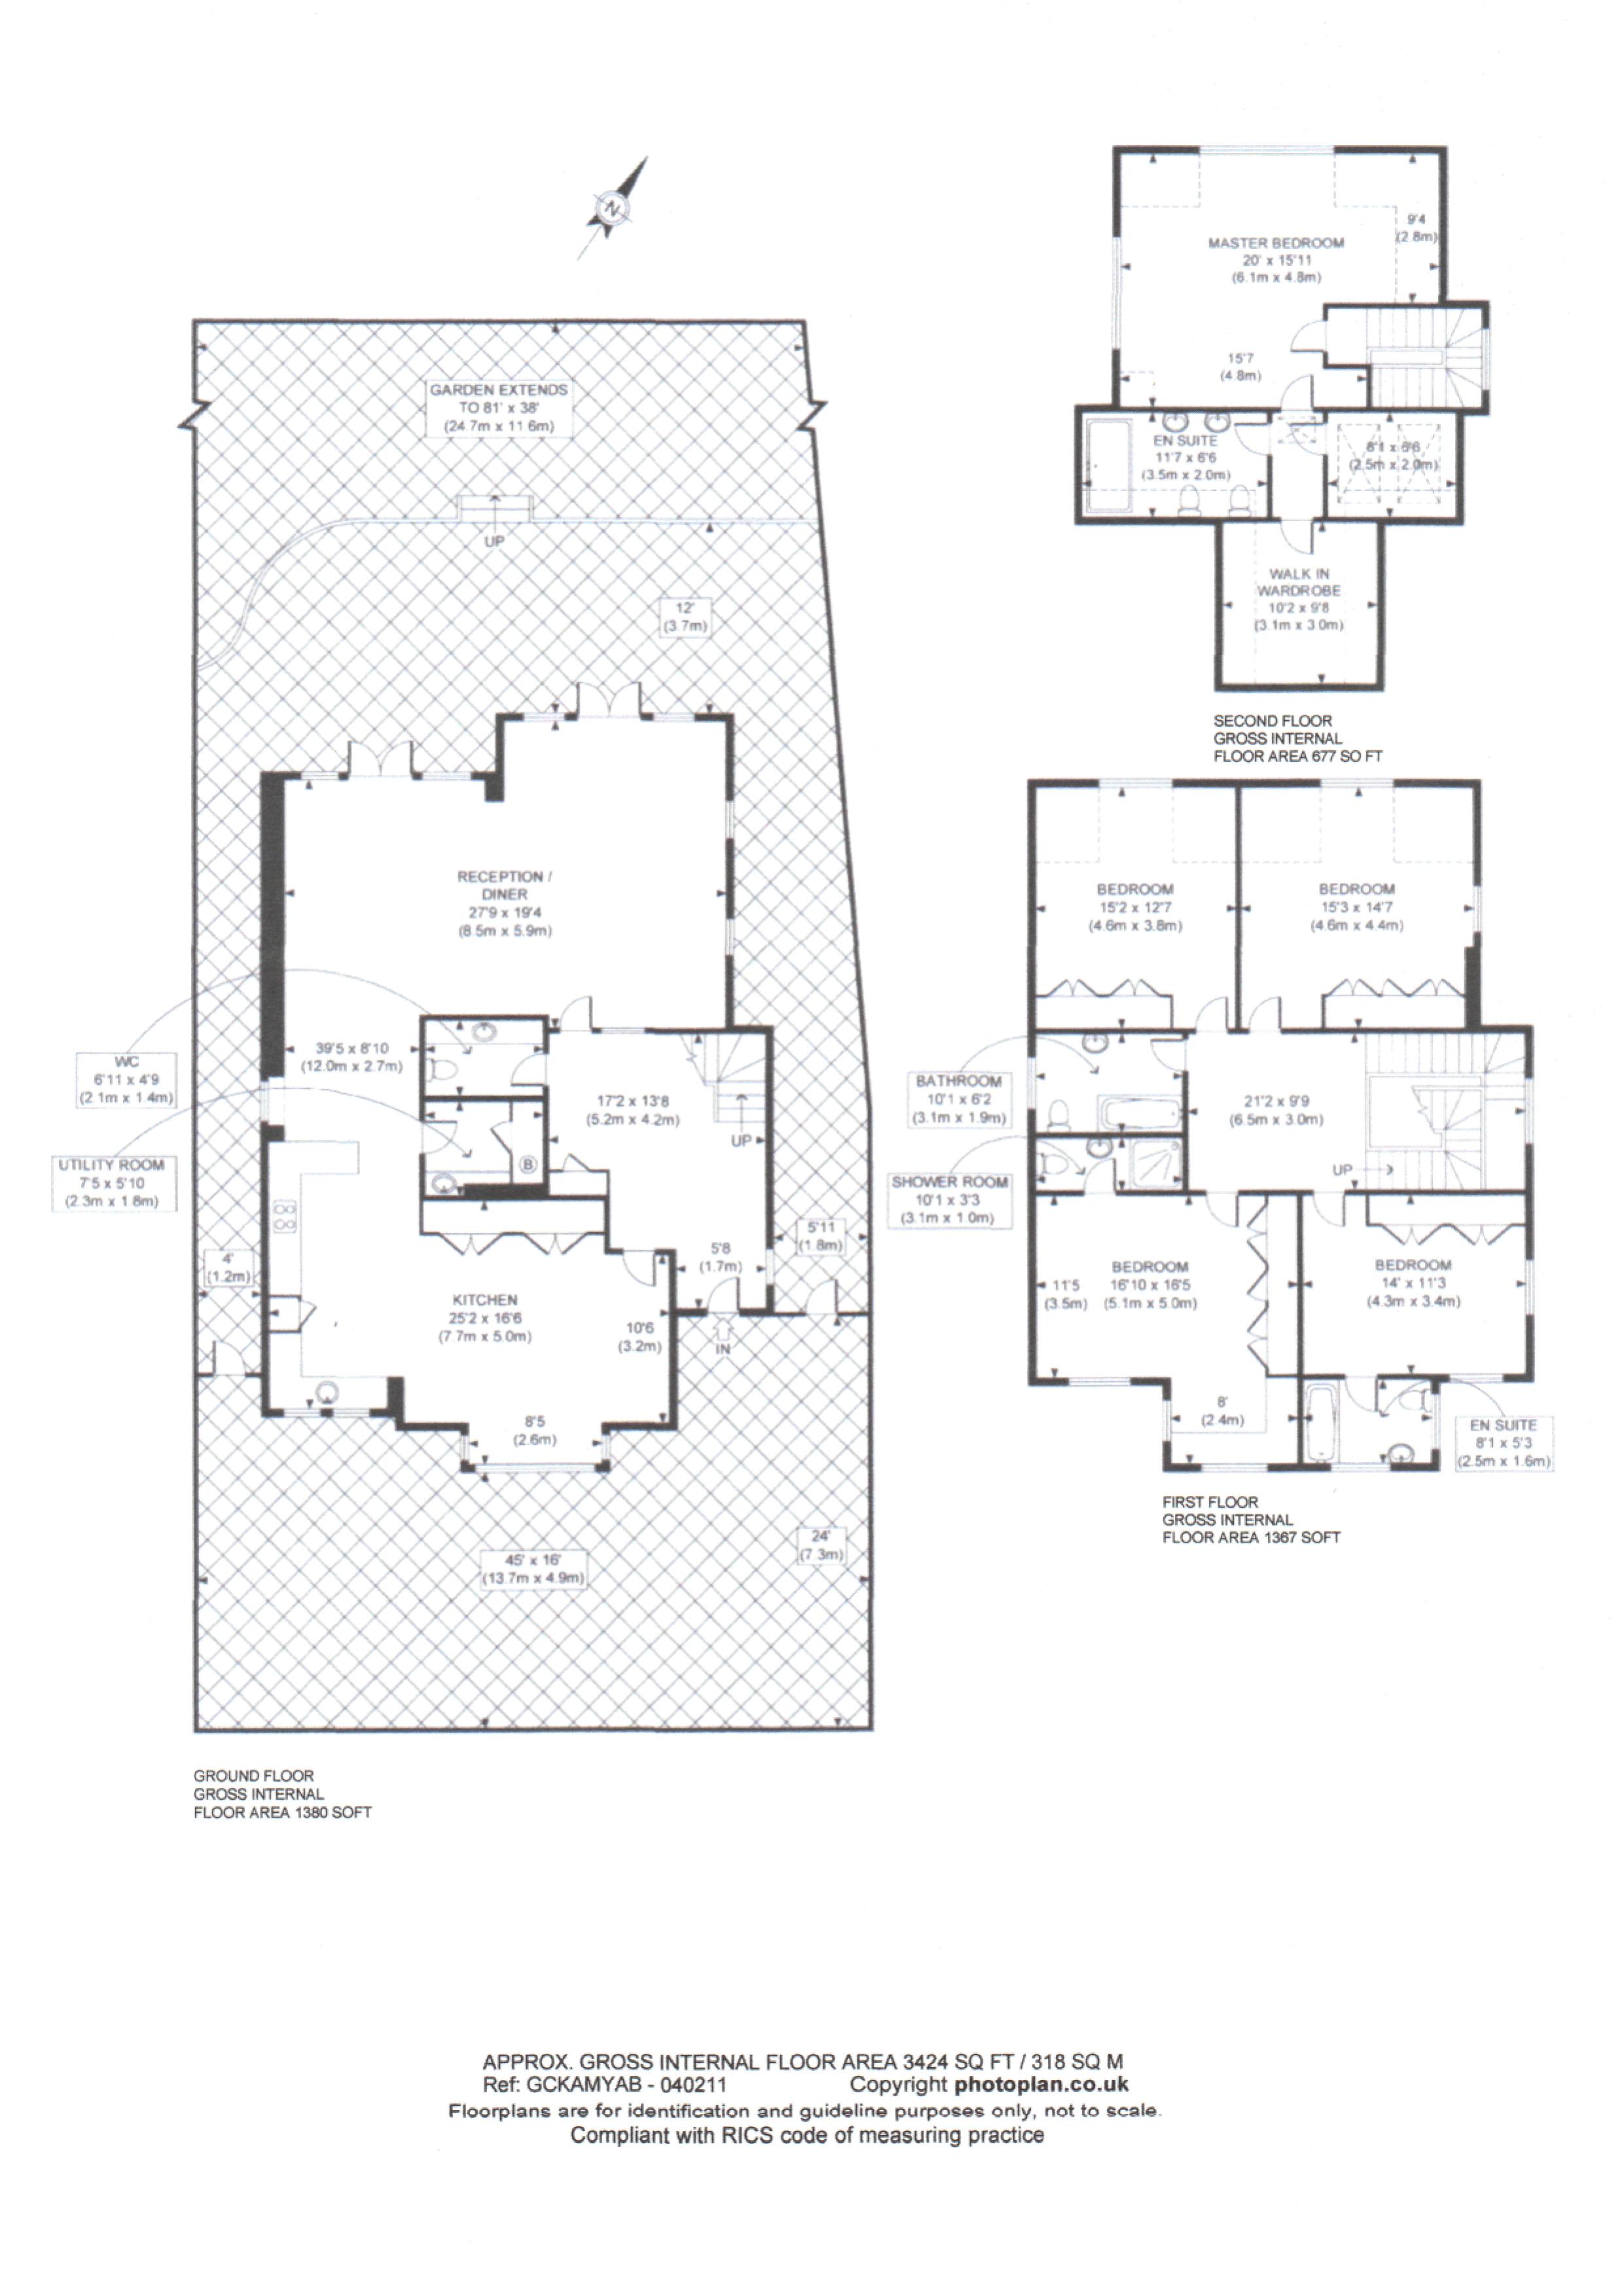 N
GARDEN EXTENDS
TO 81' x 38'
(24.7m x 11.6m)
UP
12'
(3.7m)
RECEPTION /
DINER
27'9 x 19'4
(8.5m x 5.9m)
WC
6'11 x 4'9
(2.1m x 1.4m)
39'5 x 8'10
(12.0m x 2.7m)
17'2 x 13'8
(5.2m x 4.2m)
UP
UTILITY ROOM
7'5 x 5'10
(2.3m x 1.8m)
B
4'
(1.2m)
5'11
(1.8m)
5'8
(1.7m)
KITCHEN
25'2 x 16'6
(7.7m x 5.0m)
10'6
(3.2m)
IN
8'5
(2.6m)
45' x 16'
(13.7m x 4.9m)
24'
(7.3m)
GROUND FLOOR
GROSS INTERNAL
FLOOR AREA 1380 SOFT
MASTER BEDROOM
20' x 15'11
(6.1m x 4.8m)
9'4
(2.8m)
15'7
(4.8m)
EN SUITE
11'7 x 6'6
(3.5m x 2.0m)
8'1 x 6'6
(2.5m x 2.0m)
WALK IN
WARDROBE
10'2 x 9'8
(3.1m x 3.0m)
SECOND FLOOR
GROSS INTERNAL
FLOOR AREA 677 SO FT
BEDROOM
15'2 x 12'7
(4.6m x 3.8m)
BEDROOM
15'3 x 14'7
(4.6m x 4.4m)
BATHROOM
10'1 x 6'2
(3.1m x 1.9m)
21'2 x 9'9
(6.5m x 3.0m)
UP
SHOWER ROOM
10'1 x 3'3
(3.1m x 1.0m)
11'5
(3.5m)
BEDROOM
16'10 x 16'5
(5.1m x 5.0m)
BEDROOM
14' x 11'3
(4.3m x 3.4m)
8'
(2.4m)
EN SUITE
8'1 x 5'3
(2.5m x 1.6m)
FIRST FLOOR
GROSS INTERNAL
FLOOR AREA 1367 SOFT
APPROX. GROSS INTERNAL FLOOR AREA 3424 SQ FT / 318 SQ M
Ref: GCKAMYAB - 040211 Copyright photoplan.co.uk
Floorplans are for identification and guideline purposes only, not to scale.
Compliant with RICS code of measuring practice